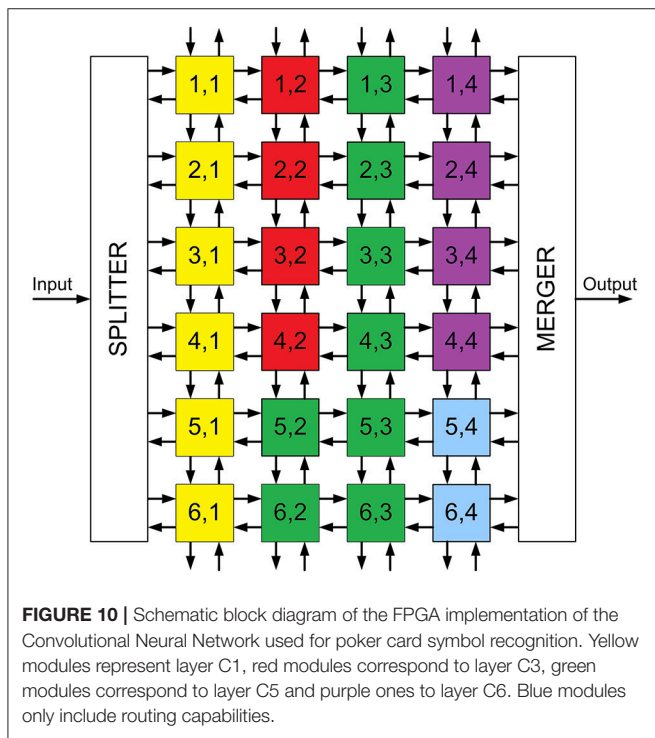 1,1 1,2 1,3 1,4
2,1 2,2 2,3 2,4
3,1 3,2 3,3 3,4
Input SPLITTER MERGER Output
4,1 4,2 4,3 4,4
5,1 5,2 5,3 5,4
6,1 6,2 6,3 6,4
FIGURE 10 | Schematic block diagram of the FPGA implementation of the
Convolutional Neural Network used for poker card symbol recognition. Yellow
modules represent layer C1, red modules correspond to layer C3, green
modules correspond to layer C5 and purple ones to layer C6. Blue modules
only include routing capabilities.